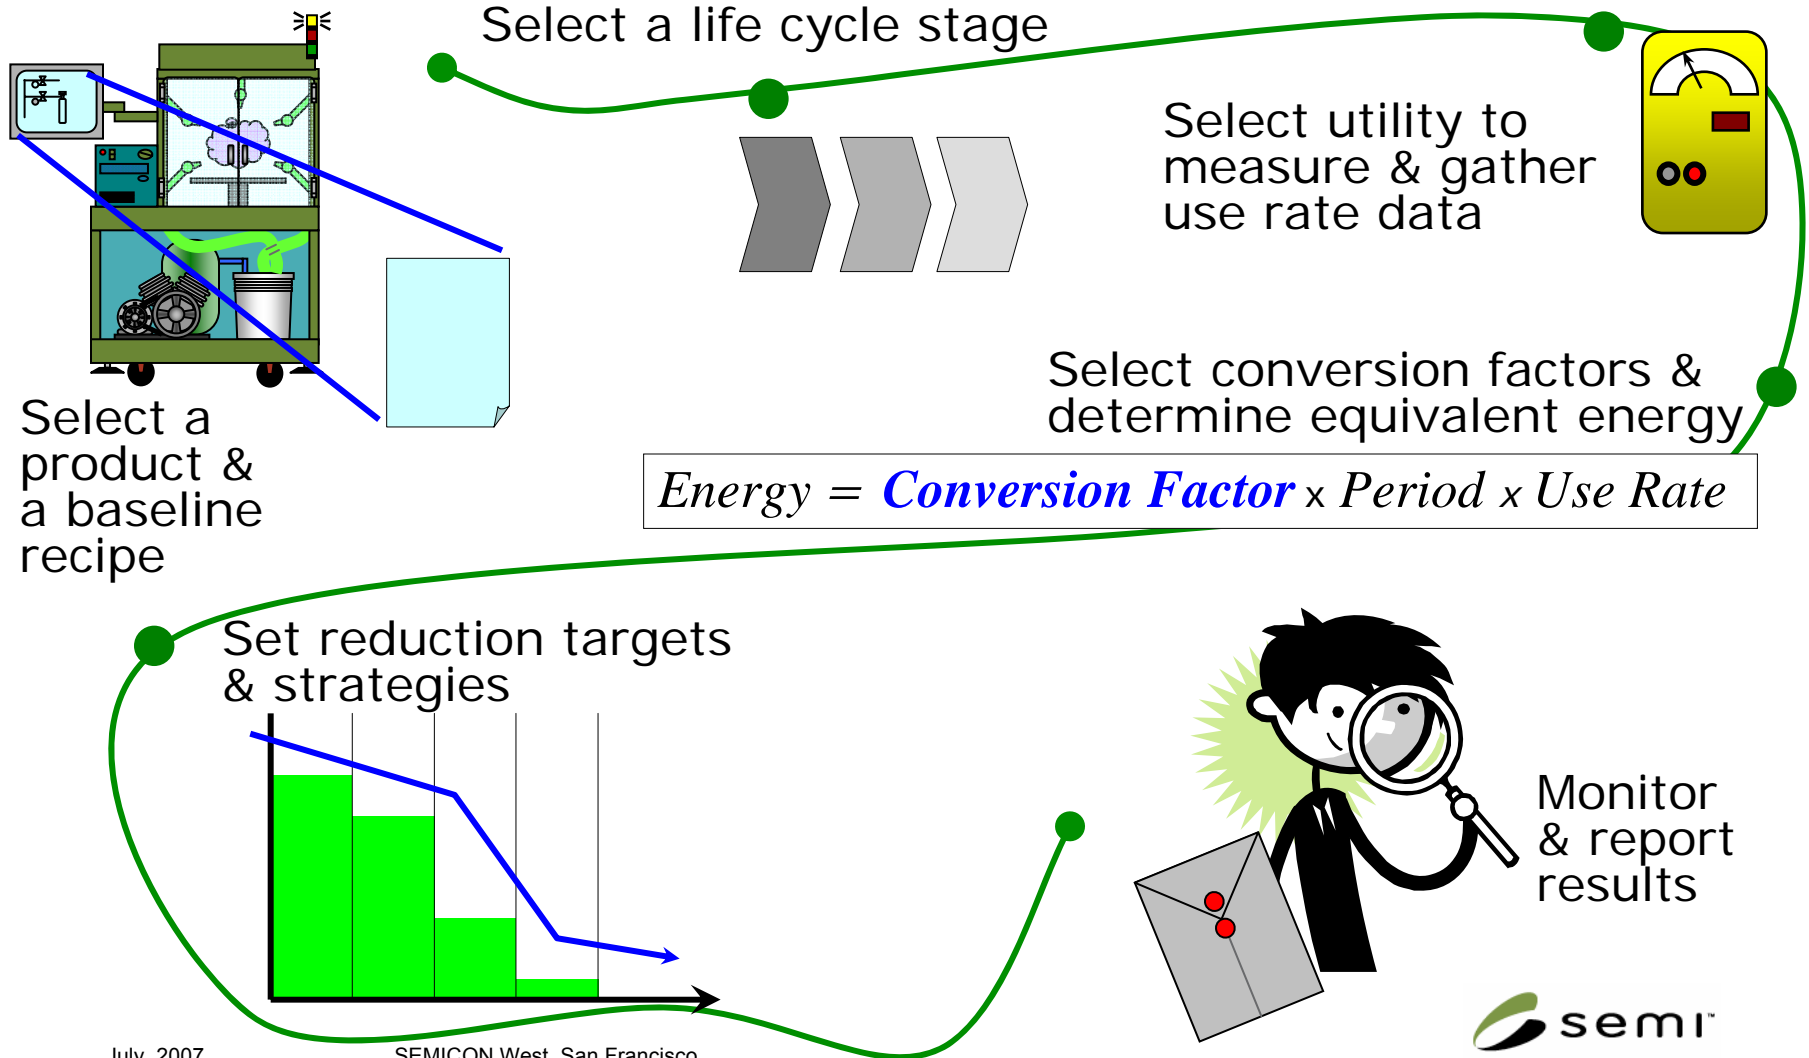 Select a life cycle stage
Select utility to
measure & gather
use rate data
Select a
product &
a baseline
recipe
Select conversion factors &
determine equivalent energy
Energy = Conversion Factor x Period x Use Rate
Set reduction targets
& strategies
Monitor
& report
results
semi™
July, 2007
SEMICON West, San Francisco